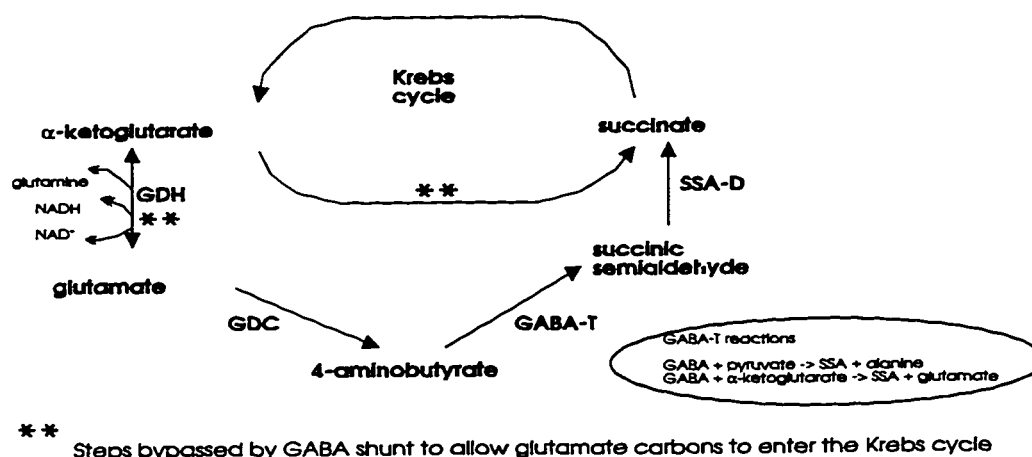 Krebs
cycle
α-ketoglutarate
succinate
glutamine
GDH
NADH
**
NAD⁺
**
SSA-D
glutamate
succinic
semialdehyde
GDC
GABA-T
4-aminobutyrate
GABA-T reactions
GABA + pyruvate -> SSA + alanine
GABA + α-ketoglutarate -> SSA + glutamate
** Steps bypassed by GABA shunt to allow glutamate carbons to enter the Krebs cycle